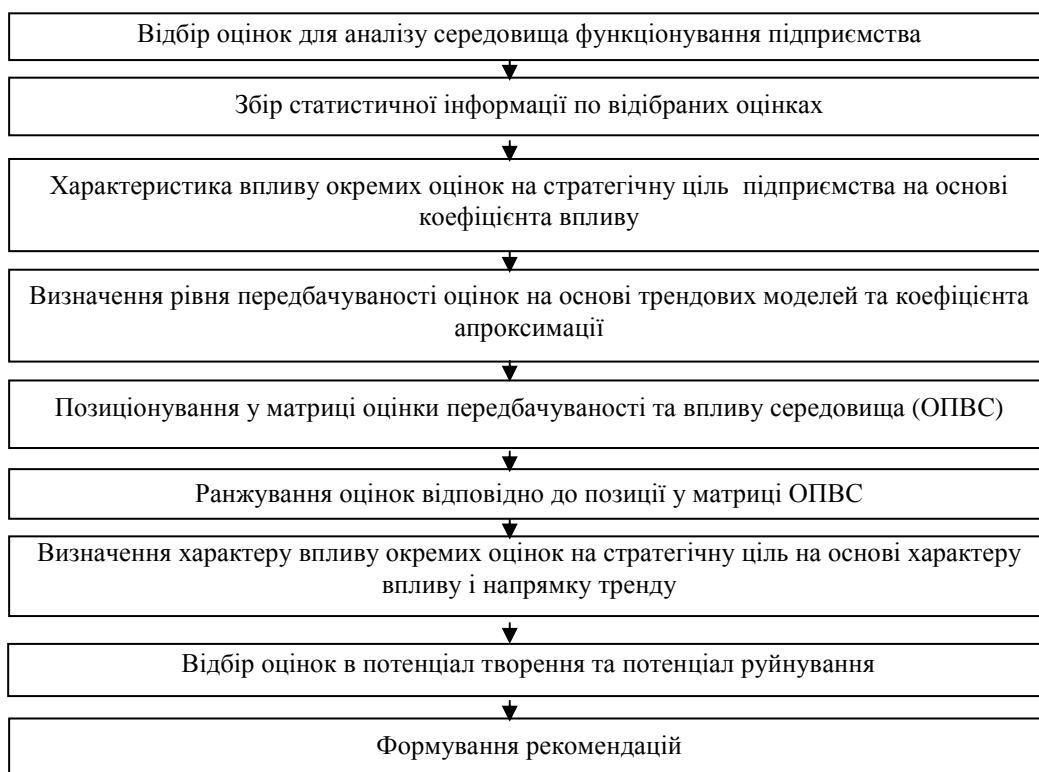 Відбір оцінок для аналізу середовища функціонування підприємства
Збір статистичної інформації по відібраних оцінках
Характеристика впливу окремих оцінок на стратегічну ціль підприємства на основі
коефіцієнта впливу
Визначення рівня передбачуваності оцінок на основі трендових моделей та коефіцієнта
апроксимації
Позиціонування у матриці оцінки передбачуваності та впливу середовища (ОПВС)
Ранжування оцінок відповідно до позиції у матриці ОПВС
Визначення характеру впливу окремих оцінок на стратегічну ціль на основі характеру
впливу і напрямку тренду
Відбір оцінок в потенціал творення та потенціал руйнування
Формування рекомендацій